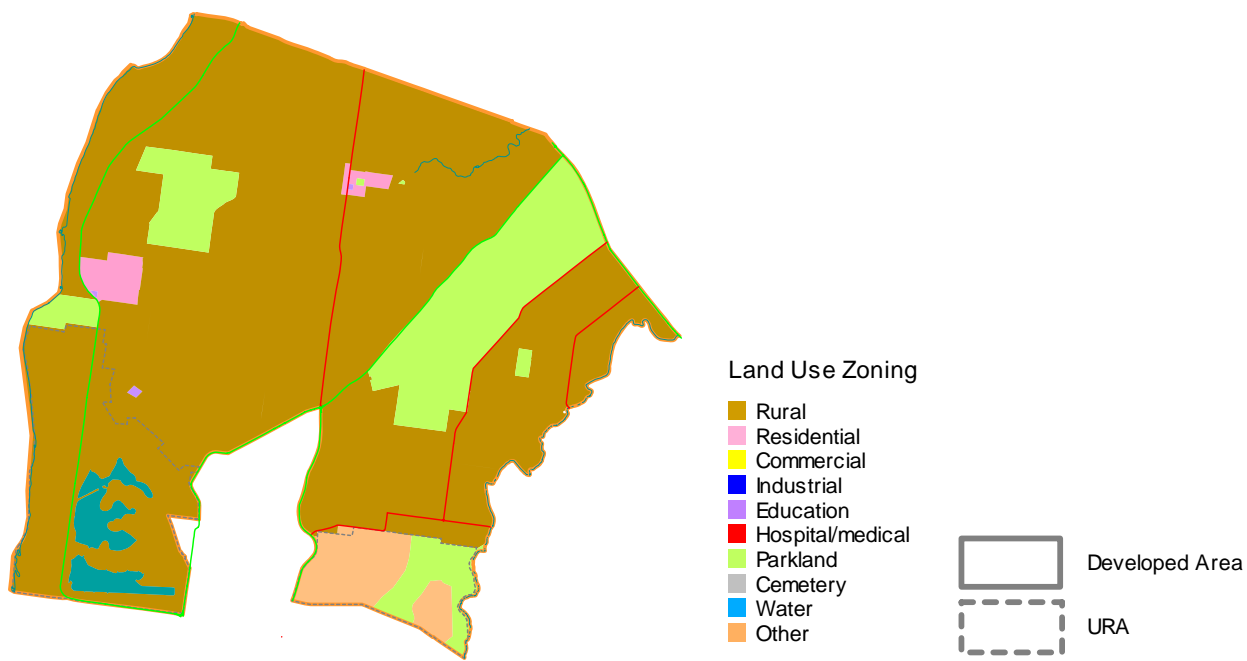 Land Use Zoning
Rural
Residential
Commercial
Industrial
Education
Hospital/medical
Parkland
Cemetery
Water
Other
Developed Area
URA